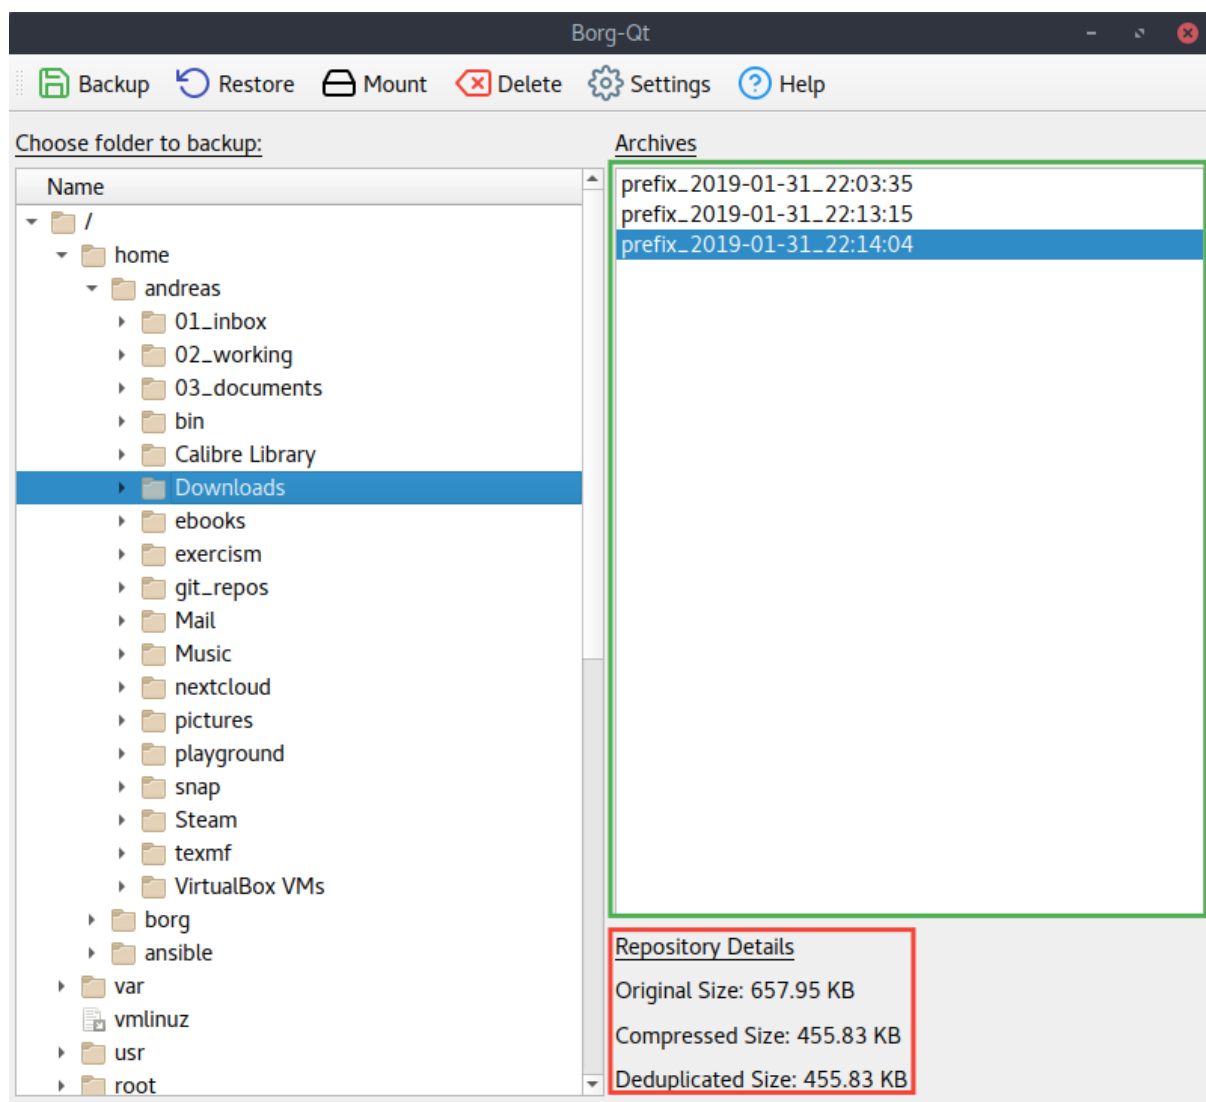 Borg-Qt
Backup Restore Mount Delete Settings Help
Choose folder to backup:
Name
/
home
andreas
01_inbox
02_working
03_documents
bin
Calibre Library
Downloads
ebooks
exercism
git_repos
Mail
Music
nextcloud
pictures
playground
snap
Steam
texmf
VirtualBox VMs
borg
ansible
var
vmlinuz
usr
root
Archives
prefix_2019-01-31_22:03:35
prefix_2019-01-31_22:13:15
prefix_2019-01-31_22:14:04
Repository Details
Original Size: 657.95 KB
Compressed Size: 455.83 KB
Deduplicated Size: 455.83 KB